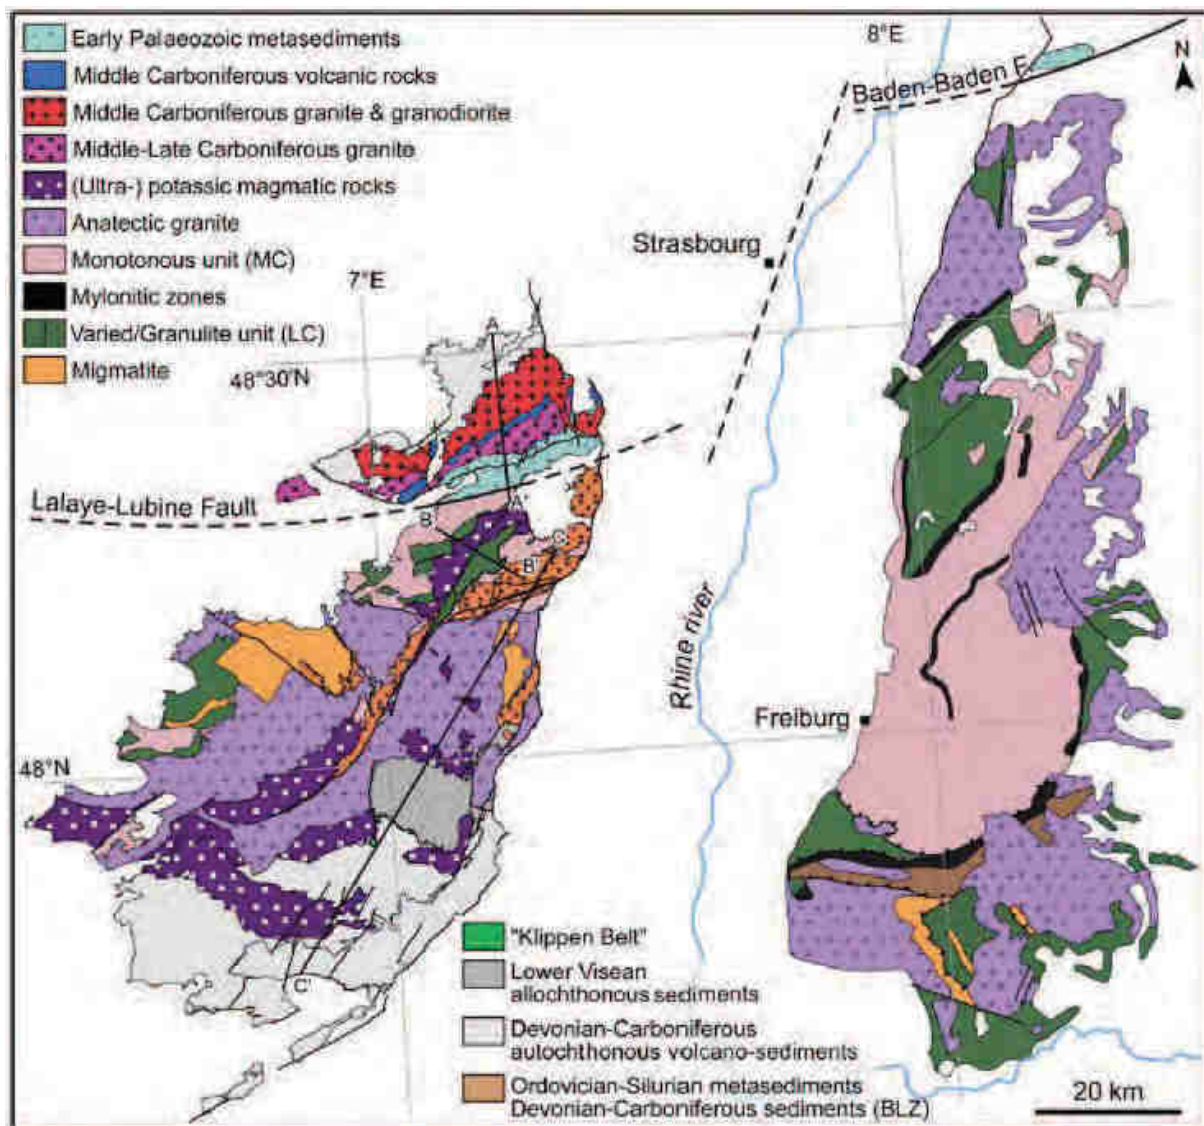 Early Palaeozoic metasediments
Middle Carboniferous volcanic rocks
Middle Carboniferous granite & granodiorite
Middle-Late Carboniferous granite
(Ultra-) potassic magmatic rocks
Anatectic granite
Monotonous unit (MC)
Mylonitic zones
Varied/Granulite unit (LC)
Migmatite
8°E
N
Baden-Baden F.
Strasbourg
7°E
A
48°30'N
Lalaye-Lubine Fault
A'
B
C
B'
Rhine river
Freiburg
48°N
C'
"Klippen Belt"
Lower Visean
allochthonous sediments
Devonian-Carboniferous
autochthonous volcano-sediments
Ordovician-Silurian metasediments
Devonian-Carboniferous sediments (BLZ)
20 km